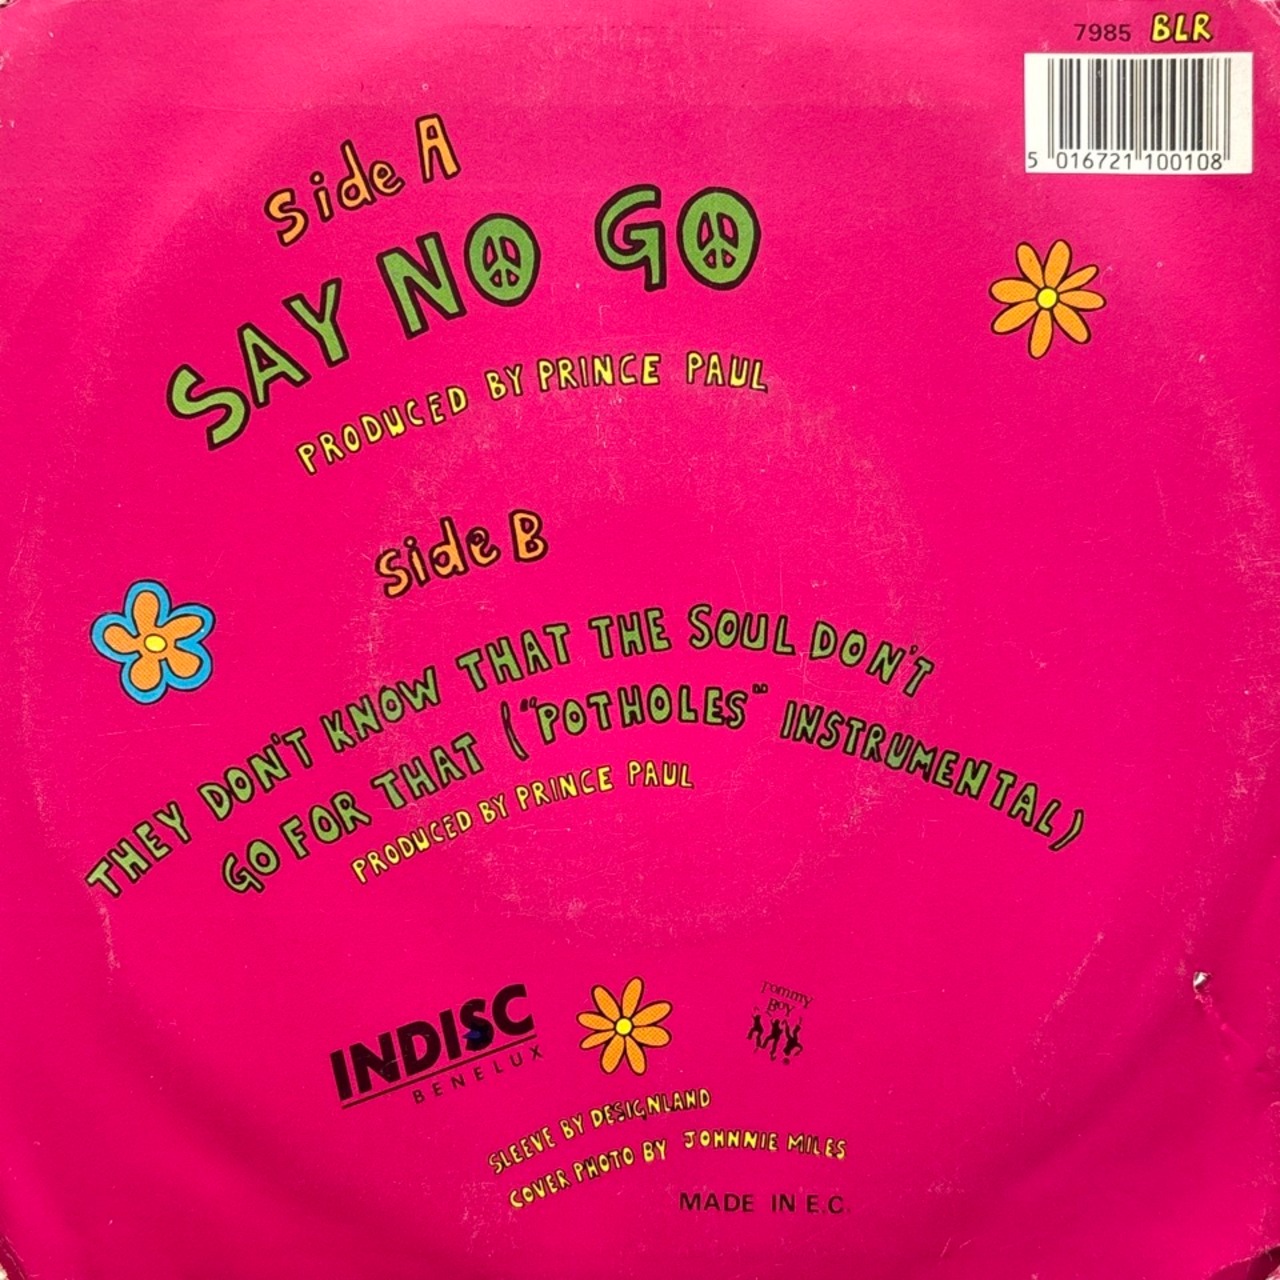 7985 BLR
5 016721 100108
Side A
SAY NO GO
PRODUCED BY PRINCE PAUL
Side B
THEY DON'T KNOW THAT THE SOUL DON'T
GO FOR THAT ("POTHOLES" INSTRUMENTAL)
PRODUCED BY PRINCE PAUL
INDISC
BENELUX
Tommy
Boy
SLEEVE BY DESIGNLAND
COVER PHOTO BY JOHNNIE MILES
MADE IN E.C.